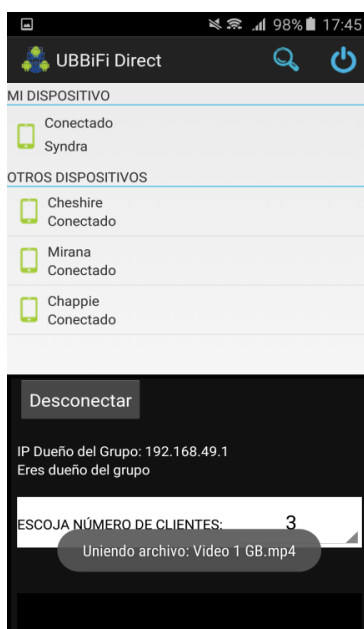 98% 17:45
UBBiFi Direct
MI DISPOSITIVO
Conectado
Syndra
OTROS DISPOSITIVOS
Cheshire
Conectado
Mirana
Conectado
Chappie
Conectado
Desconectar
IP Dueño del Grupo: 192.168.49.1
Eres dueño del grupo
ESCOJA NÚMERO DE CLIENTES: 3
Uniendo archivo: Video 1 GB.mp4